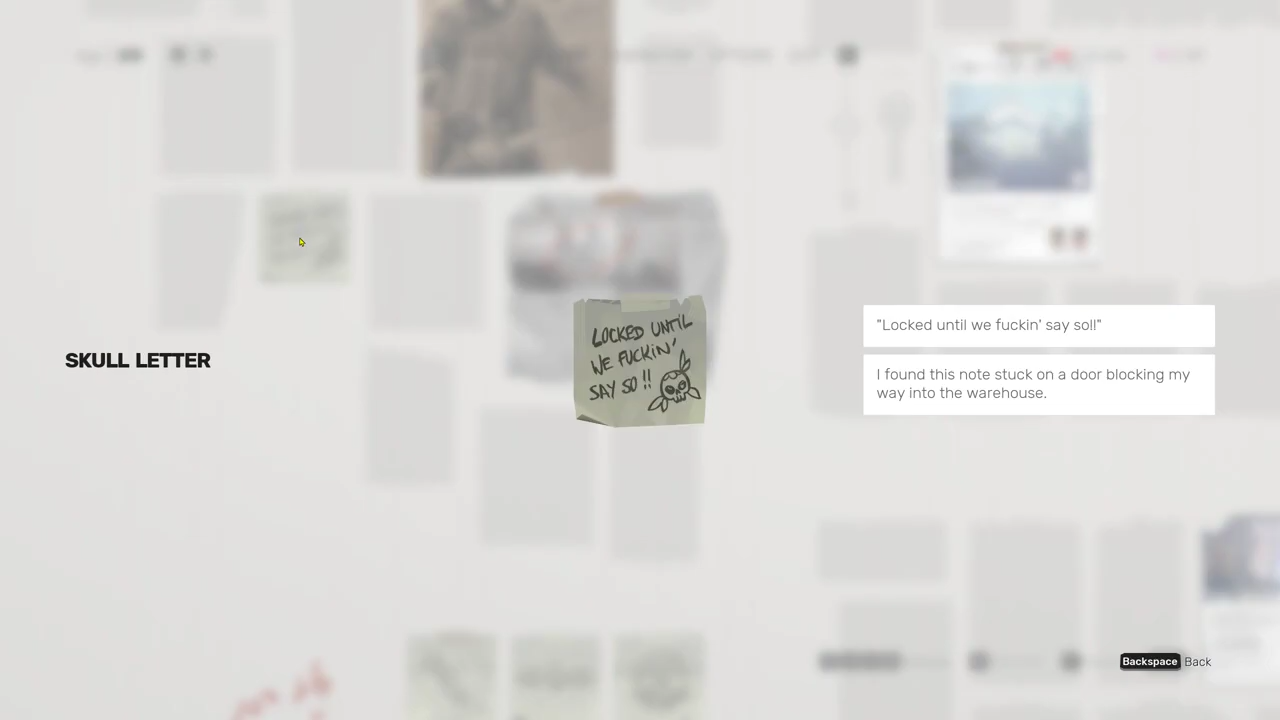 SKULL LETTER
LOCKED UNTIL
WE FUCKIN'
SAY SO!!
"Locked until we fuckin' say so!!"
I found this note stuck on a door blocking my
way into the warehouse.
Backspace Back